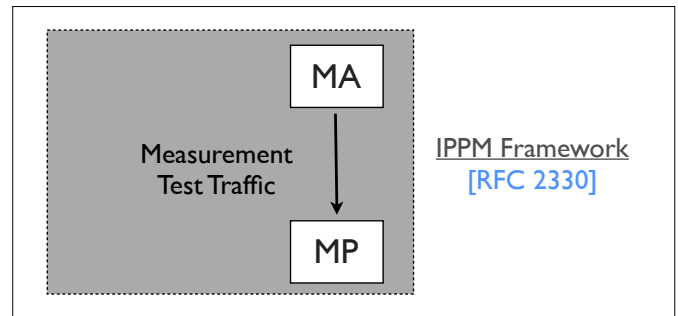 MA
Measurement
Test Traffic
IPPM Framework
[RFC 2330]
MP